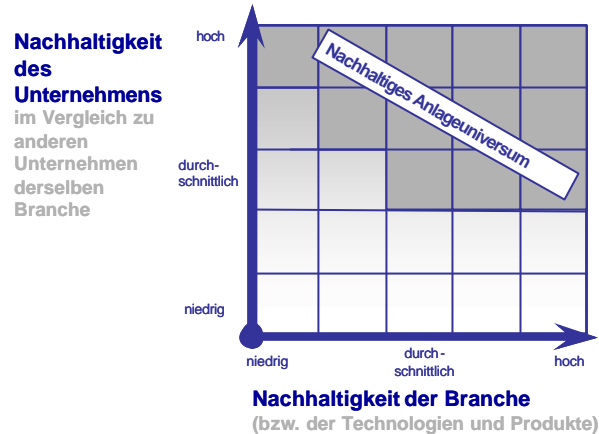 Nachhaltigkeit
des
Unternehmens
im Vergleich zu
anderen
Unternehmen
derselben
Branche
hoch
durch-
schnittlich
niedrig
Nachhaltiges Anlageuniversum
niedrig
durch-
schnittlich
hoch
Nachhaltigkeit der Branche
(bzw. der Technologien und Produkte)